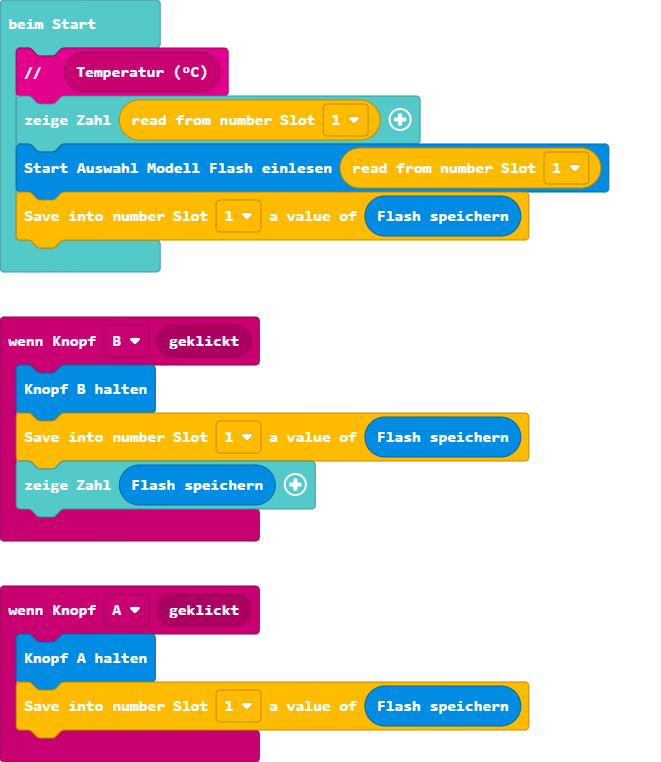 beim Start
// Temperatur (ºC)
zeige Zahl read from number Slot 1
Start Auswahl Modell Flash einlesen read from number Slot 1
Save into number Slot 1 a value of Flash speichern
wenn Knopf B geklickt
Knopf B halten
Save into number Slot 1 a value of Flash speichern
zeige Zahl Flash speichern
wenn Knopf A geklickt
Knopf A halten
Save into number Slot 1 a value of Flash speichern